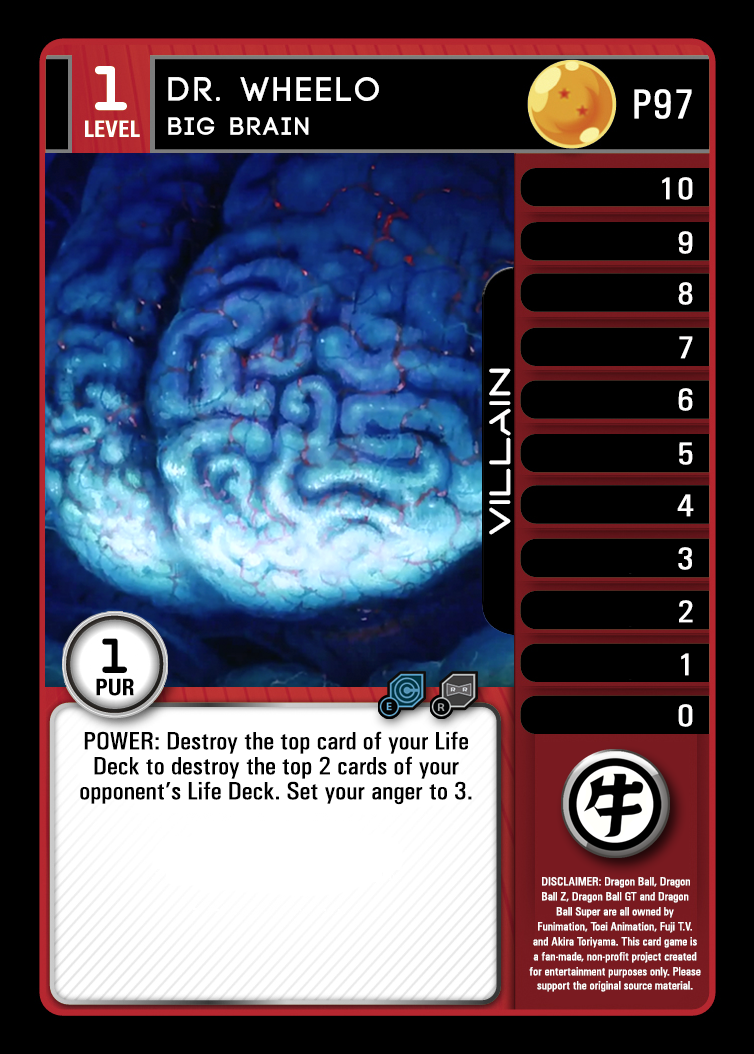 1
LEVEL
DR. WHEELO
BIG BRAIN
P97
10
9
8
7
6
5
4
3
2
1
0
VILLAIN
1
PUR
E
R
R R
POWER: Destroy the top card of your Life
Deck to destroy the top 2 cards of your
opponent's Life Deck. Set your anger to 3.
牛
DISCLAIMER: Dragon Ball, Dragon
Ball Z, Dragon Ball GT and Dragon
Ball Super are all owned by
Funimation, Toei Animation, Fuji T.V.
and Akira Toriyama. This card game is
a fan-made, non-profit project created
for entertainment purposes only. Please
support the original source material.